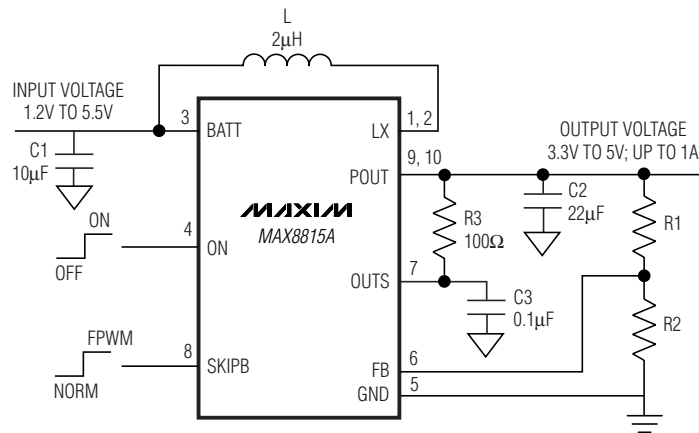 L
2µH
INPUT VOLTAGE
1.2V TO 5.5V
3
BATT
LX
1, 2
C1
10µF
OUTPUT VOLTAGE
3.3V TO 5V; UP TO 1A
9, 10
POUT
MAXIM
MAX8815A
R3
100Ω
C2
22µF
R1
ON
OFF
4
ON
7
OUTS
C3
0.1µF
R2
FPWM
NORM
8
SKIPB
6
FB
5
GND